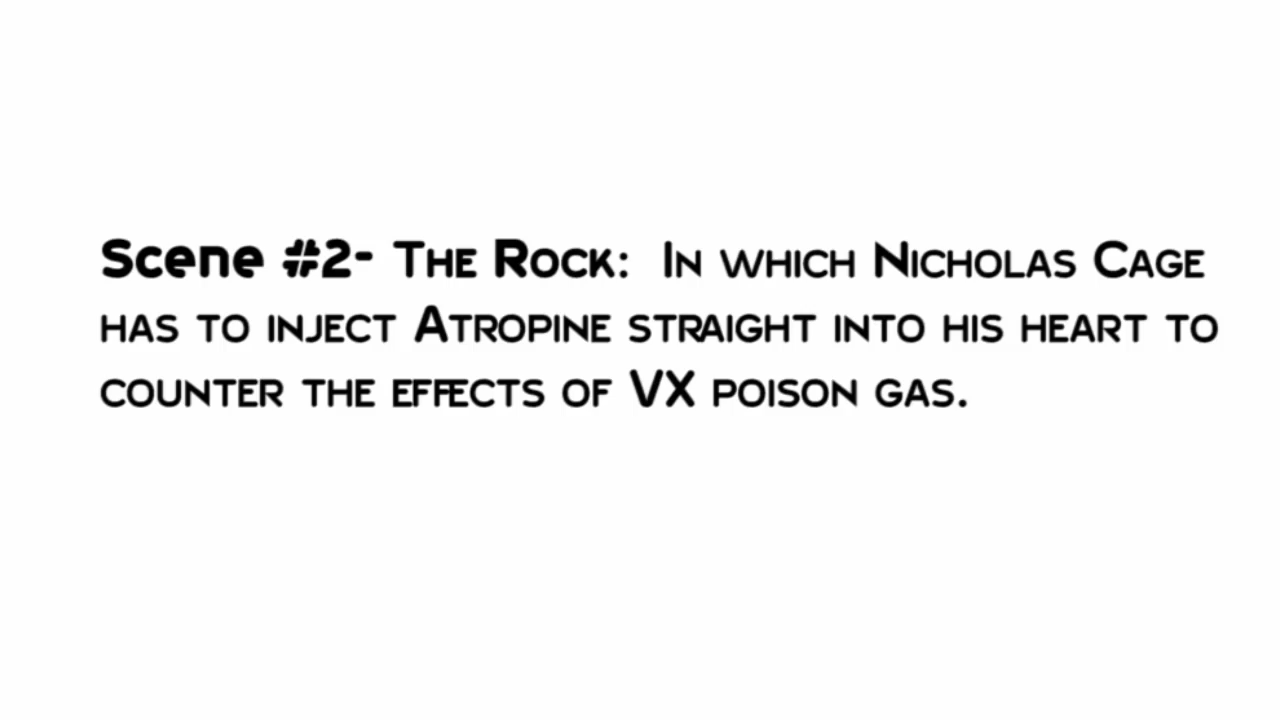 Scene #2- The Rock: In which Nicholas Cage
has to inject Atropine straight into his heart to
counter the effects of VX poison gas.